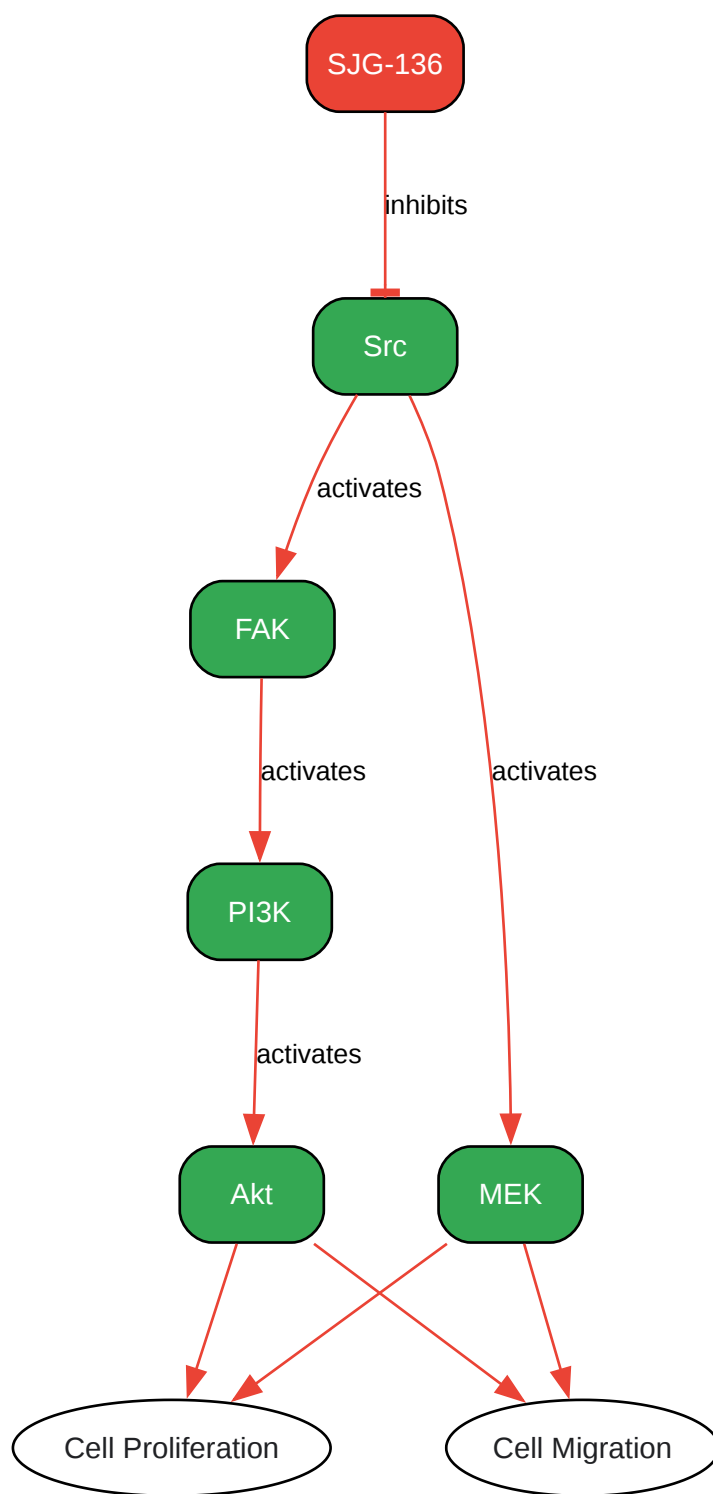 SJG-136
inhibits
Src
activates
FAK
activates
activates
PI3K
activates
Akt
MEK
Cell Proliferation
Cell Migration